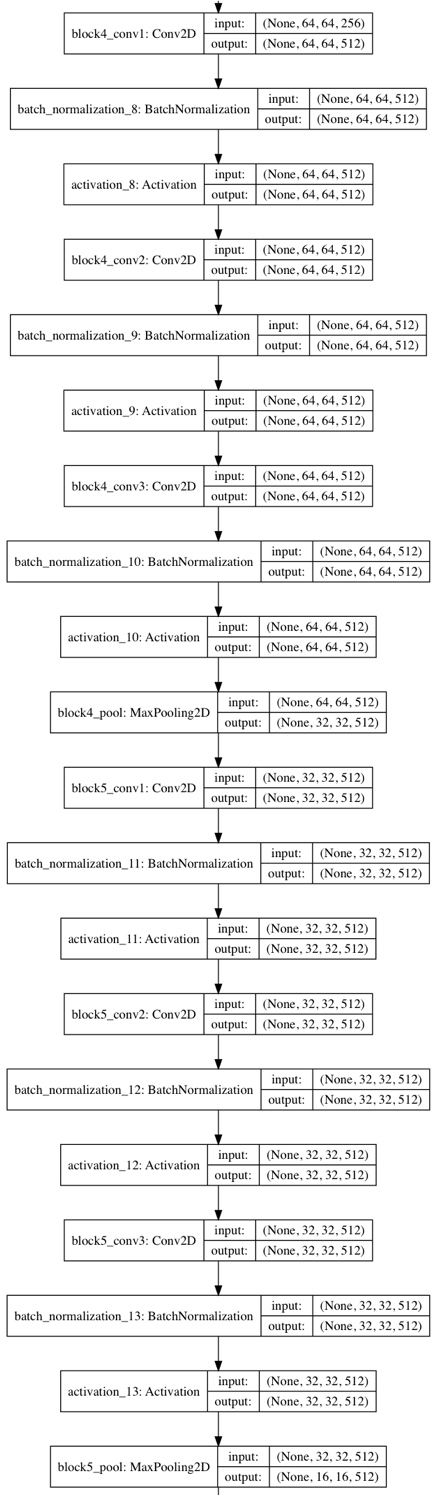 block4_conv1: Conv2D input: (None, 64, 64, 256)
output: (None, 64, 64, 512)
batch_normalization_8: BatchNormalization input: (None, 64, 64, 512)
output: (None, 64, 64, 512)
activation_8: Activation input: (None, 64, 64, 512)
output: (None, 64, 64, 512)
block4_conv2: Conv2D input: (None, 64, 64, 512)
output: (None, 64, 64, 512)
batch_normalization_9: BatchNormalization input: (None, 64, 64, 512)
output: (None, 64, 64, 512)
activation_9: Activation input: (None, 64, 64, 512)
output: (None, 64, 64, 512)
block4_conv3: Conv2D input: (None, 64, 64, 512)
output: (None, 64, 64, 512)
batch_normalization_10: BatchNormalization input: (None, 64, 64, 512)
output: (None, 64, 64, 512)
activation_10: Activation input: (None, 64, 64, 512)
output: (None, 64, 64, 512)
block4_pool: MaxPooling2D input: (None, 64, 64, 512)
output: (None, 32, 32, 512)
block5_conv1: Conv2D input: (None, 32, 32, 512)
output: (None, 32, 32, 512)
batch_normalization_11: BatchNormalization input: (None, 32, 32, 512)
output: (None, 32, 32, 512)
activation_11: Activation input: (None, 32, 32, 512)
output: (None, 32, 32, 512)
block5_conv2: Conv2D input: (None, 32, 32, 512)
output: (None, 32, 32, 512)
batch_normalization_12: BatchNormalization input: (None, 32, 32, 512)
output: (None, 32, 32, 512)
activation_12: Activation input: (None, 32, 32, 512)
output: (None, 32, 32, 512)
block5_conv3: Conv2D input: (None, 32, 32, 512)
output: (None, 32, 32, 512)
batch_normalization_13: BatchNormalization input: (None, 32, 32, 512)
output: (None, 32, 32, 512)
activation_13: Activation input: (None, 32, 32, 512)
output: (None, 32, 32, 512)
block5_pool: MaxPooling2D input: (None, 32, 32, 512)
output: (None, 16, 16, 512)